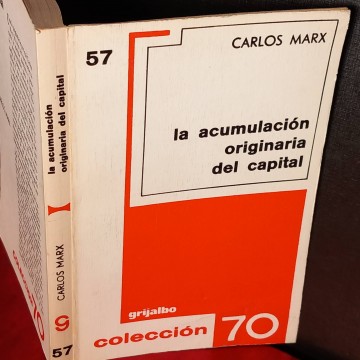 57
CARLOS MARX
la acumulación
originaria
del capital
grijalbo
colección 70
la acumulación
originaria del capital
CARLOS MARX
g
57
70